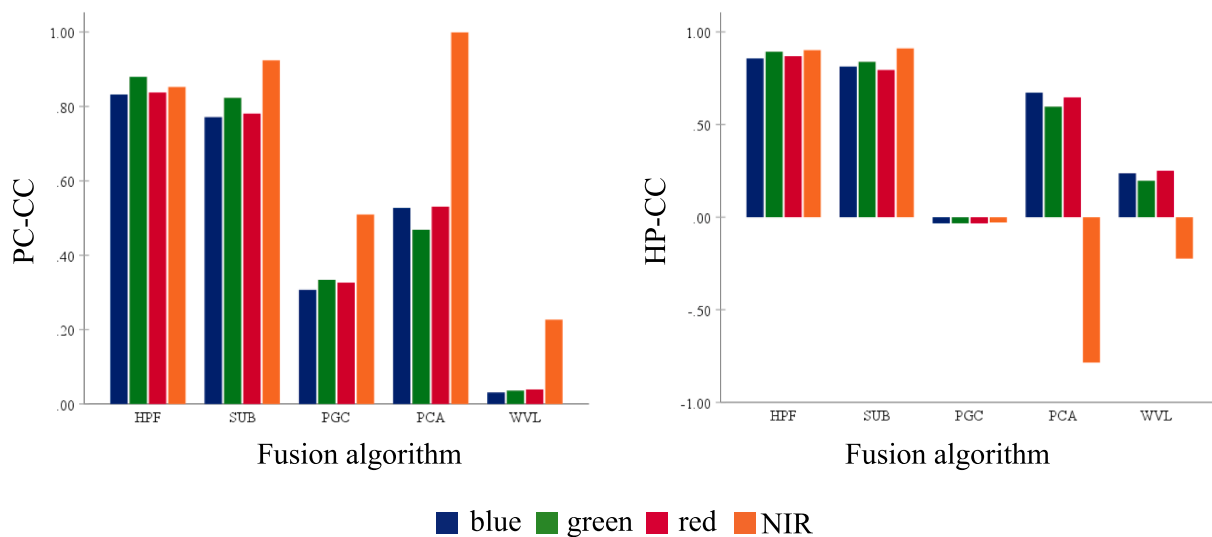 1.00
.80
.60
.40
.20
.00
PC-CC
HPF SUB PGC PCA WVL
Fusion algorithm
1.00
.50
.00
-.50
-1.00
HP-CC
HPF SUB PGC PCA WVL
Fusion algorithm
blue green red NIR